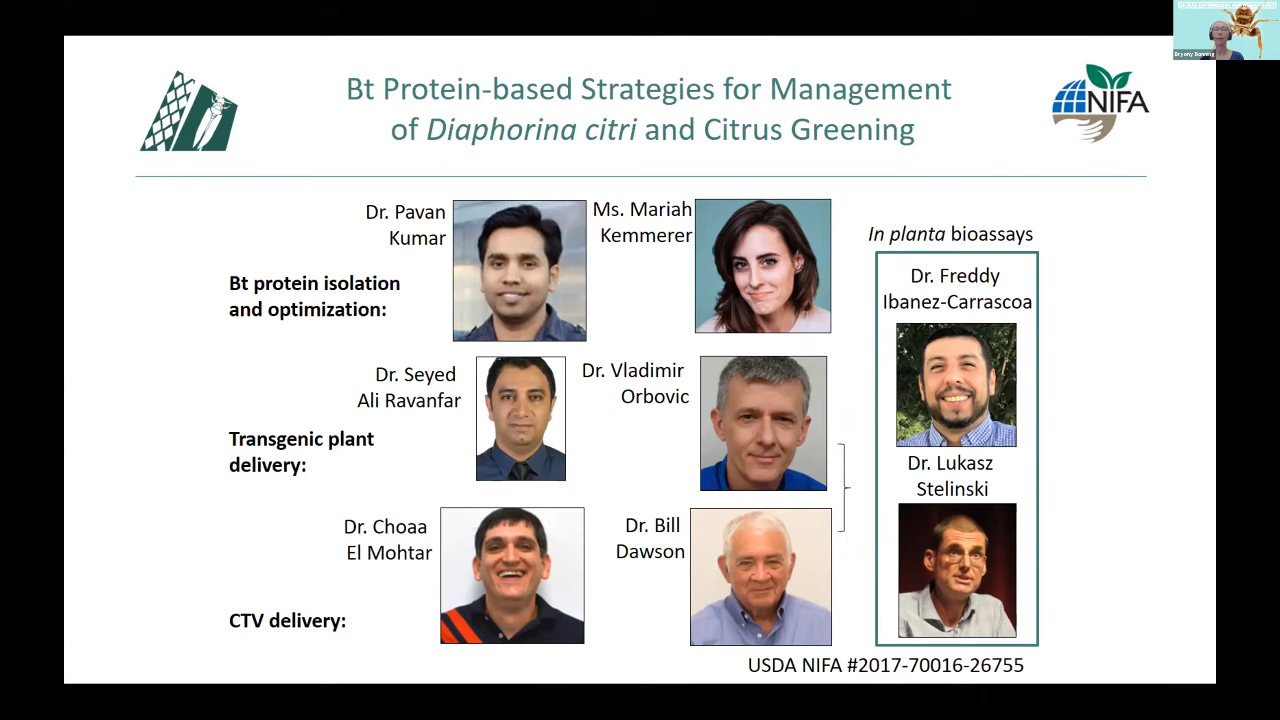 Bryony Bonning
Bt Protein-based Strategies for Management
of Diaphorina citri and Citrus Greening
NIFA
Dr. Pavan
Kumar
Ms. Mariah
Kemmerer
Bt protein isolation
and optimization:
Dr. Seyed
Ali Ravanfar
Dr. Vladimir
Orbovic
Transgenic plant
delivery:
Dr. Choaa
El Mohtar
Dr. Bill
Dawson
CTV delivery:
In planta bioassays
Dr. Freddy
Ibanez-Carrascoa
Dr. Lukasz
Stelinski
USDA NIFA #2017-70016-26755